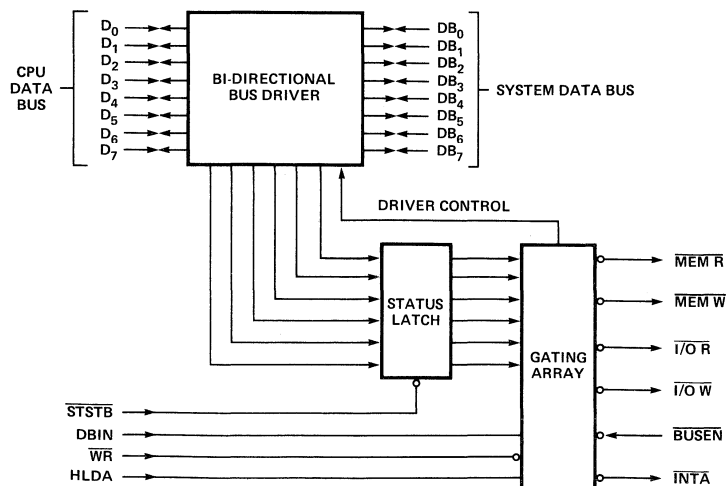 CPU
DATA
BUS
D0
D1
D2
D3
D4
D5
D6
D7
BI-DIRECTIONAL
BUS DRIVER
DB0
DB1
DB2
DB3
DB4
DB5
DB6
DB7
SYSTEM DATA BUS
DRIVER CONTROL
STATUS
LATCH
GATING
ARRAY
MEM R
MEM W
I/O R
I/O W
BUSEN
INTA
STSTB
DBIN
WR
HLDA